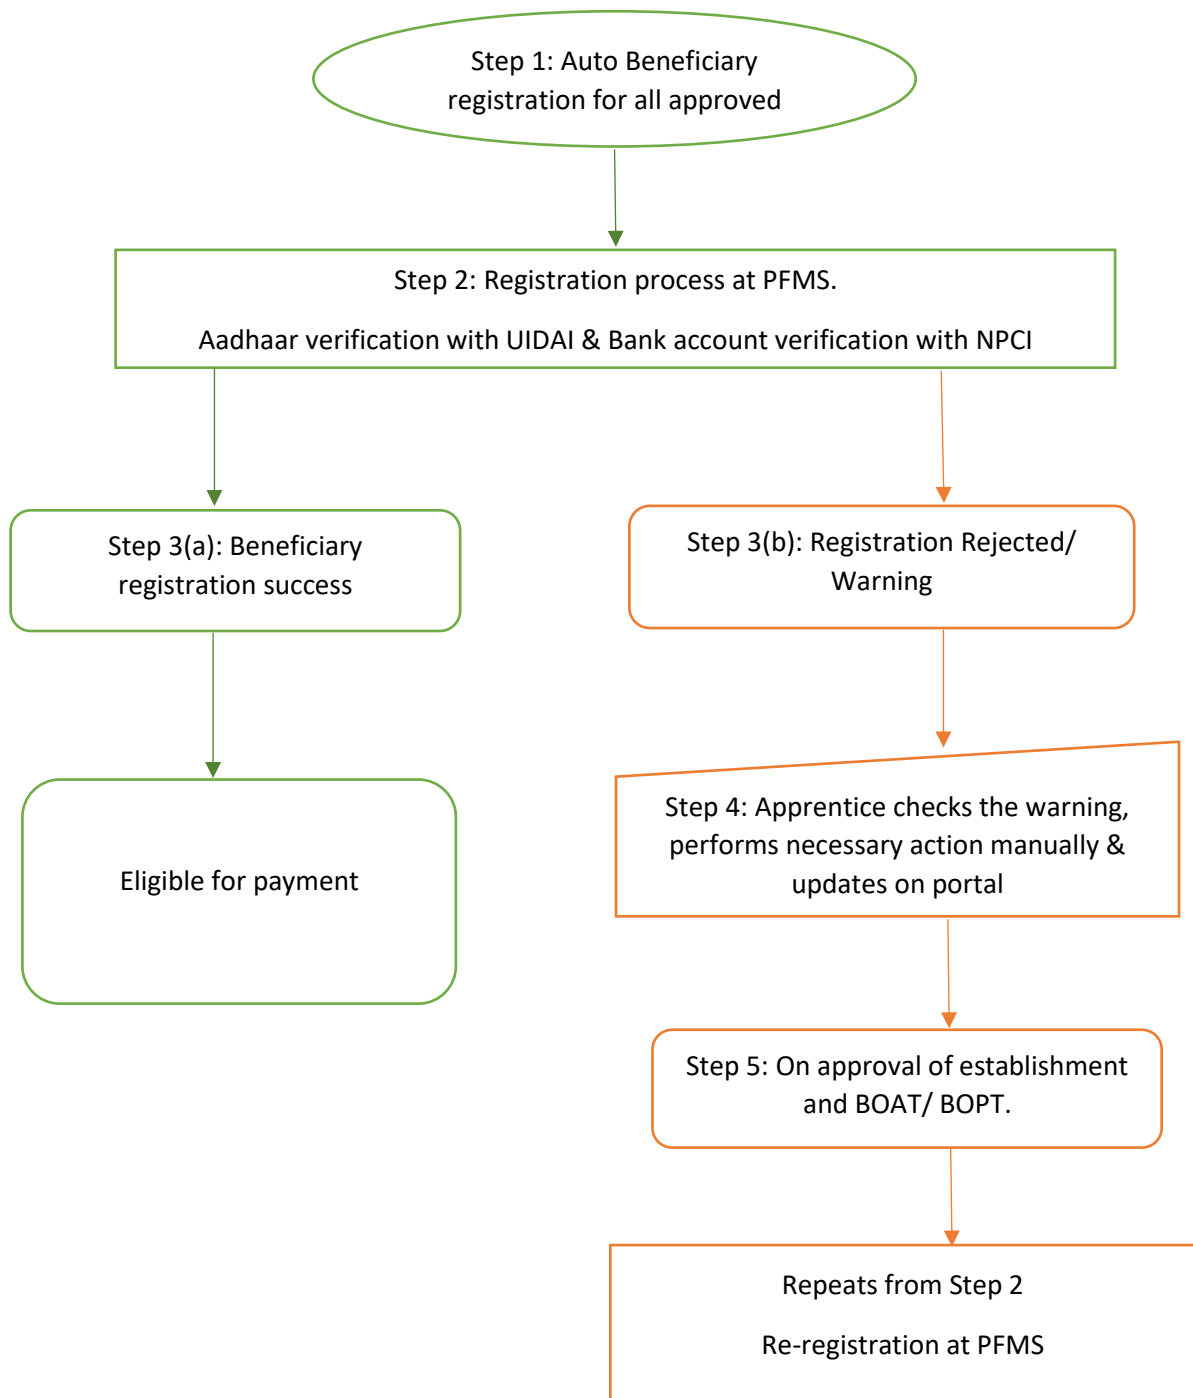 Step 1: Auto Beneficiary
registration for all approved
Step 2: Registration process at PFMS.
Aadhaar verification with UIDAI & Bank account verification with NPCI
Step 3(a): Beneficiary
registration success
Step 3(b): Registration Rejected/
Warning
Eligible for payment
Step 4: Apprentice checks the warning,
performs necessary action manually &
updates on portal
Step 5: On approval of establishment
and BOAT/ BOPT.
Repeats from Step 2
Re-registration at PFMS